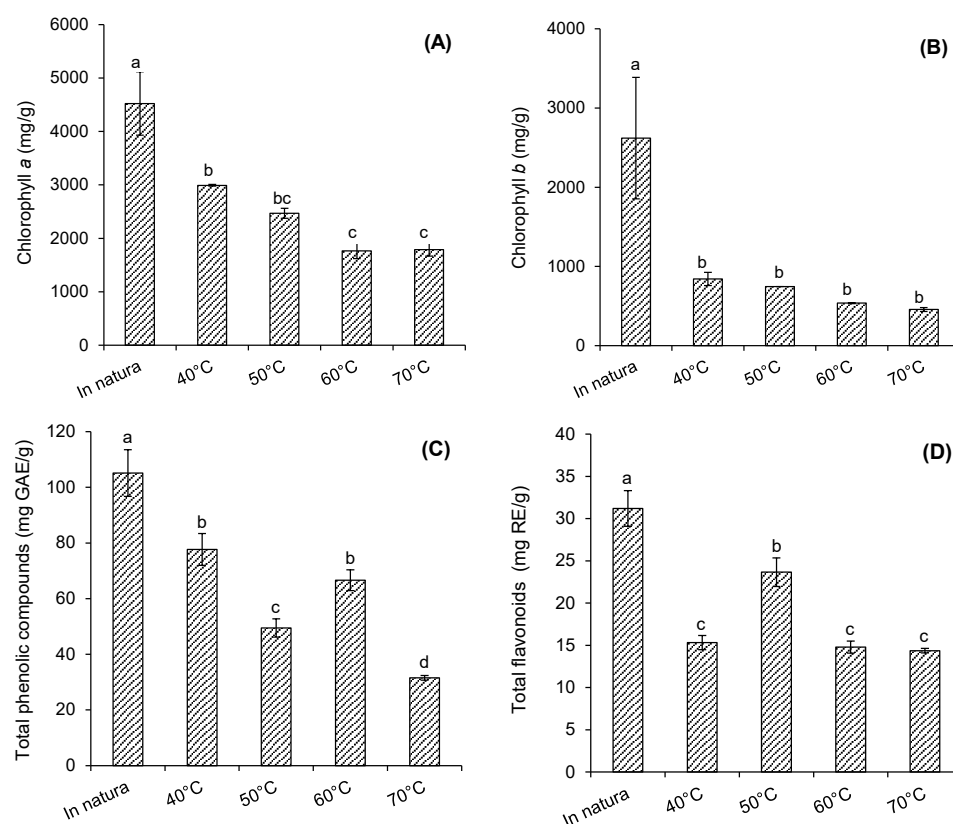 (A)
Chlorophyll a (mg/g)
6000
5000
4000
3000
2000
1000
0
a
b
bc
c
c
In natura
40°C
50°C
60°C
70°C
(B)
Chlorophyll b (mg/g)
4000
3000
2000
1000
0
a
b
b
b
b
In natura
40°C
50°C
60°C
70°C
(C)
Total phenolic compounds (mg GAE/g)
120
100
80
60
40
20
0
a
b
c
b
d
In natura
40°C
50°C
60°C
70°C
(D)
Total flavonoids (mg RE/g)
40
35
30
25
20
15
10
5
0
a
c
b
c
c
In natura
40°C
50°C
60°C
70°C